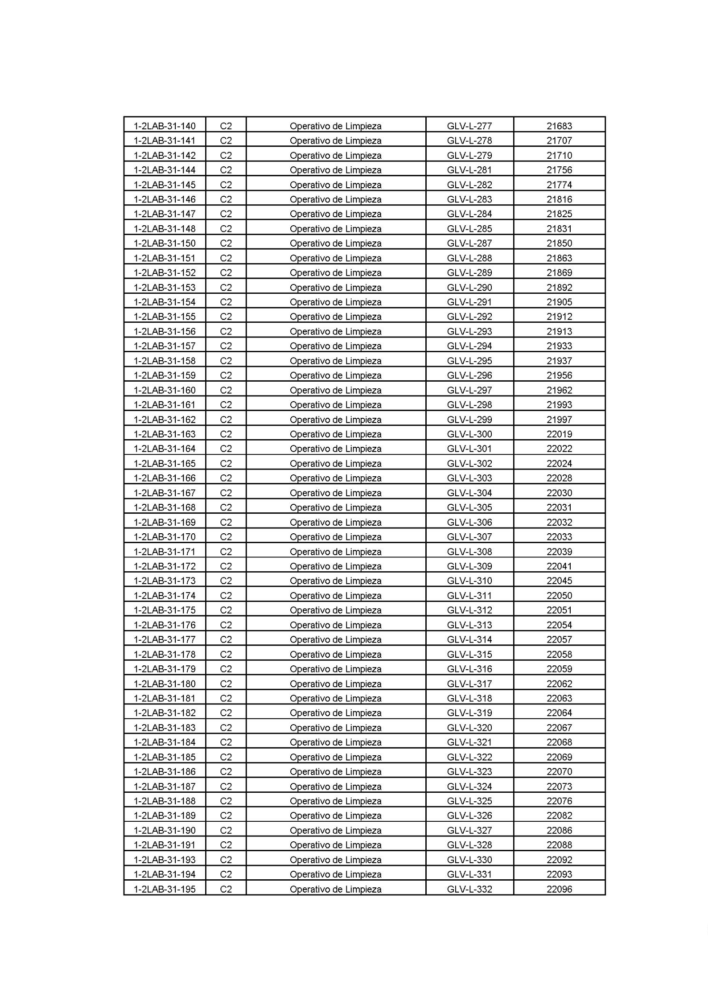 1-2LAB-31-140 C2 Operativo de Limpieza GLV-L-277 21683
1-2LAB-31-141 C2 Operativo de Limpieza GLV-L-278 21707
1-2LAB-31-142 C2 Operativo de Limpieza GLV-L-279 21710
1-2LAB-31-144 C2 Operativo de Limpieza GLV-L-281 21756
1-2LAB-31-145 C2 Operativo de Limpieza GLV-L-282 21774
1-2LAB-31-146 C2 Operativo de Limpieza GLV-L-283 21816
1-2LAB-31-147 C2 Operativo de Limpieza GLV-L-284 21825
1-2LAB-31-148 C2 Operativo de Limpieza GLV-L-285 21831
1-2LAB-31-150 C2 Operativo de Limpieza GLV-L-287 21850
1-2LAB-31-151 C2 Operativo de Limpieza GLV-L-288 21863
1-2LAB-31-152 C2 Operativo de Limpieza GLV-L-289 21869
1-2LAB-31-153 C2 Operativo de Limpieza GLV-L-290 21892
1-2LAB-31-154 C2 Operativo de Limpieza GLV-L-291 21905
1-2LAB-31-155 C2 Operativo de Limpieza GLV-L-292 21912
1-2LAB-31-156 C2 Operativo de Limpieza GLV-L-293 21913
1-2LAB-31-157 C2 Operativo de Limpieza GLV-L-294 21933
1-2LAB-31-158 C2 Operativo de Limpieza GLV-L-295 21937
1-2LAB-31-159 C2 Operativo de Limpieza GLV-L-296 21956
1-2LAB-31-160 C2 Operativo de Limpieza GLV-L-297 21962
1-2LAB-31-161 C2 Operativo de Limpieza GLV-L-298 21993
1-2LAB-31-162 C2 Operativo de Limpieza GLV-L-299 21997
1-2LAB-31-163 C2 Operativo de Limpieza GLV-L-300 22019
1-2LAB-31-164 C2 Operativo de Limpieza GLV-L-301 22022
1-2LAB-31-165 C2 Operativo de Limpieza GLV-L-302 22024
1-2LAB-31-166 C2 Operativo de Limpieza GLV-L-303 22028
1-2LAB-31-167 C2 Operativo de Limpieza GLV-L-304 22030
1-2LAB-31-168 C2 Operativo de Limpieza GLV-L-305 22031
1-2LAB-31-169 C2 Operativo de Limpieza GLV-L-306 22032
1-2LAB-31-170 C2 Operativo de Limpieza GLV-L-307 22033
1-2LAB-31-171 C2 Operativo de Limpieza GLV-L-308 22039
1-2LAB-31-172 C2 Operativo de Limpieza GLV-L-309 22041
1-2LAB-31-173 C2 Operativo de Limpieza GLV-L-310 22045
1-2LAB-31-174 C2 Operativo de Limpieza GLV-L-311 22050
1-2LAB-31-175 C2 Operativo de Limpieza GLV-L-312 22051
1-2LAB-31-176 C2 Operativo de Limpieza GLV-L-313 22054
1-2LAB-31-177 C2 Operativo de Limpieza GLV-L-314 22057
1-2LAB-31-178 C2 Operativo de Limpieza GLV-L-315 22058
1-2LAB-31-179 C2 Operativo de Limpieza GLV-L-316 22059
1-2LAB-31-180 C2 Operativo de Limpieza GLV-L-317 22062
1-2LAB-31-181 C2 Operativo de Limpieza GLV-L-318 22063
1-2LAB-31-182 C2 Operativo de Limpieza GLV-L-319 22064
1-2LAB-31-183 C2 Operativo de Limpieza GLV-L-320 22067
1-2LAB-31-184 C2 Operativo de Limpieza GLV-L-321 22068
1-2LAB-31-185 C2 Operativo de Limpieza GLV-L-322 22069
1-2LAB-31-186 C2 Operativo de Limpieza GLV-L-323 22070
1-2LAB-31-187 C2 Operativo de Limpieza GLV-L-324 22073
1-2LAB-31-188 C2 Operativo de Limpieza GLV-L-325 22076
1-2LAB-31-189 C2 Operativo de Limpieza GLV-L-326 22082
1-2LAB-31-190 C2 Operativo de Limpieza GLV-L-327 22086
1-2LAB-31-191 C2 Operativo de Limpieza GLV-L-328 22088
1-2LAB-31-193 C2 Operativo de Limpieza GLV-L-330 22092
1-2LAB-31-194 C2 Operativo de Limpieza GLV-L-331 22093
1-2LAB-31-195 C2 Operativo de Limpieza GLV-L-332 22096